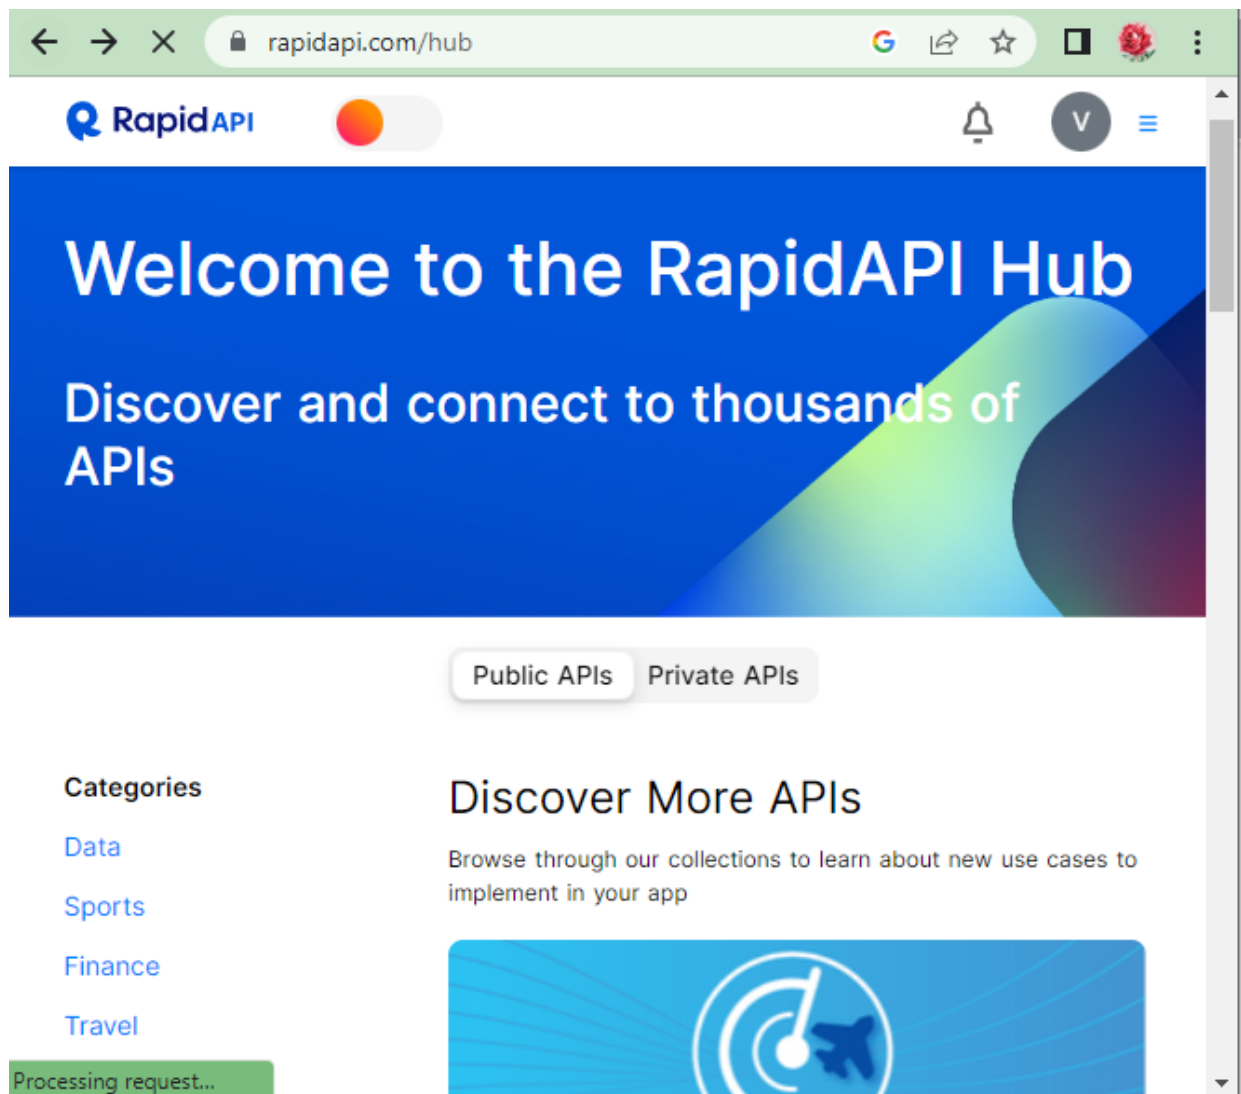 rapidapi.com/hub
G
RapidAPI
V
Welcome to the RapidAPI Hub
Discover and connect to thousands of
APIs
Public APIs Private APIs
Categories
Data
Sports
Finance
Travel
Discover More APIs
Browse through our collections to learn about new use cases to
implement in your app
Processing request...